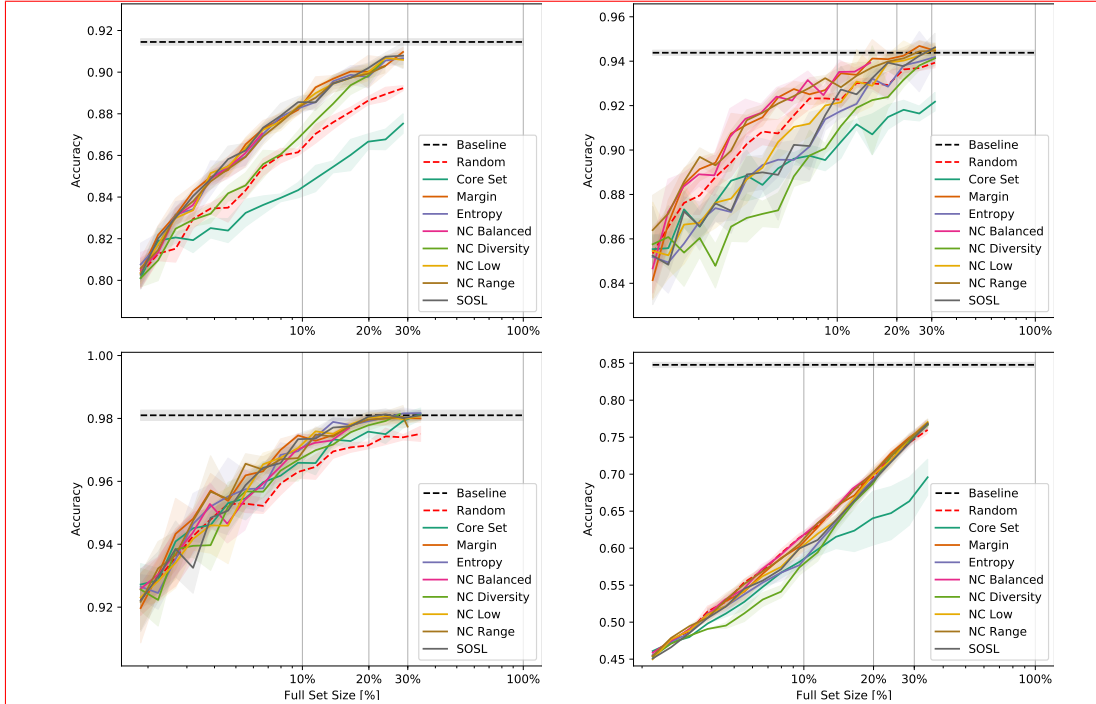 0.92
0.90
0.88
0.86
0.84
0.82
0.80
Accuracy
10%
20%
30%
100%
Baseline
Random
Core Set
Margin
Entropy
NC Balanced
NC Diversity
NC Low
NC Range
SOSL
0.96
0.94
0.92
0.90
0.88
0.86
0.84
Accuracy
10%
20%
30%
100%
Baseline
Random
Core Set
Margin
Entropy
NC Balanced
NC Diversity
NC Low
NC Range
SOSL
1.00
0.98
0.96
0.94
0.92
Accuracy
10%
20%
30%
100%
Full Set Size [%]
Baseline
Random
Core Set
Margin
Entropy
NC Balanced
NC Diversity
NC Low
NC Range
SOSL
0.85
0.80
0.75
0.70
0.65
0.60
0.55
0.50
0.45
Accuracy
10%
20%
30%
100%
Full Set Size [%]
Baseline
Random
Core Set
Margin
Entropy
NC Balanced
NC Diversity
NC Low
NC Range
SOSL